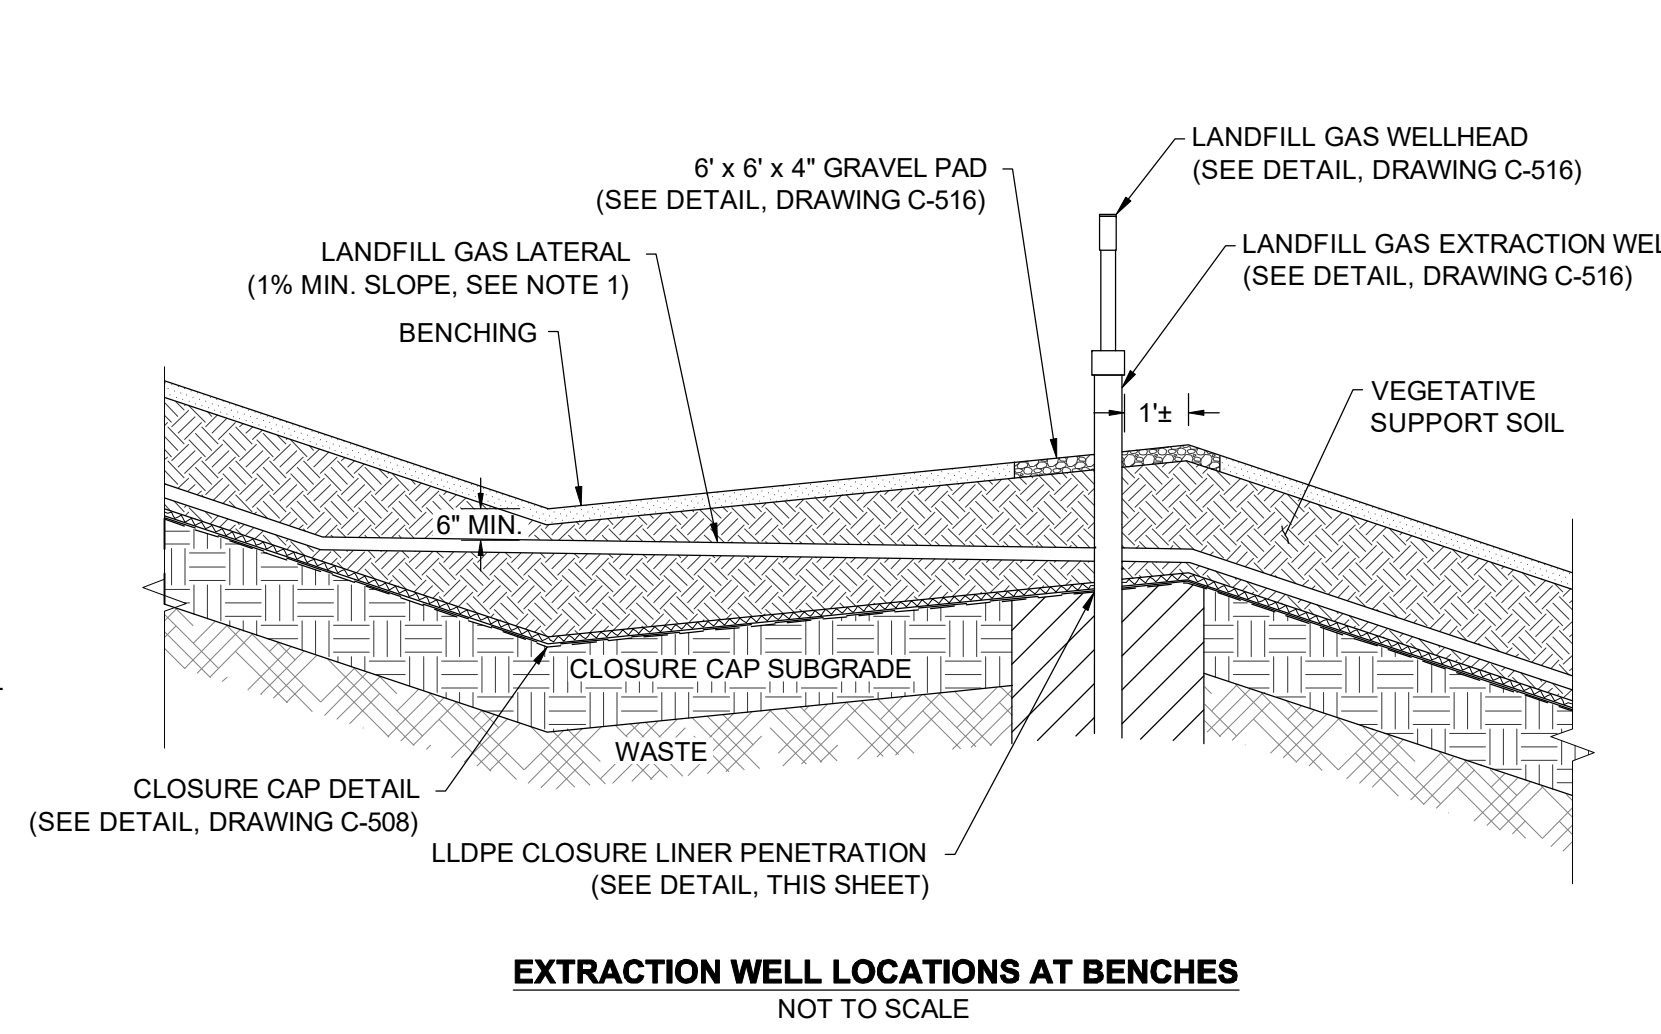 LANDFILL GAS WELLHEAD
(SEE DETAIL, DRAWING C-516)
6' x 6' x 4" GRAVEL PAD
(SEE DETAIL, DRAWING C-516)
LANDFILL GAS LATERAL
(1% MIN. SLOPE, SEE NOTE 1)
LANDFILL GAS EXTRACTION WEL
(SEE DETAIL, DRAWING C-516)
BENCHING
VEGETATIVE
SUPPORT SOIL
1'±
6" MIN.
CLOSURE CAP SUBGRADE
WASTE
CLOSURE CAP DETAIL
(SEE DETAIL, DRAWING C-508)
LLDPE CLOSURE LINER PENETRATION
(SEE DETAIL, THIS SHEET)
EXTRACTION WELL LOCATIONS AT BENCHES
NOT TO SCALE